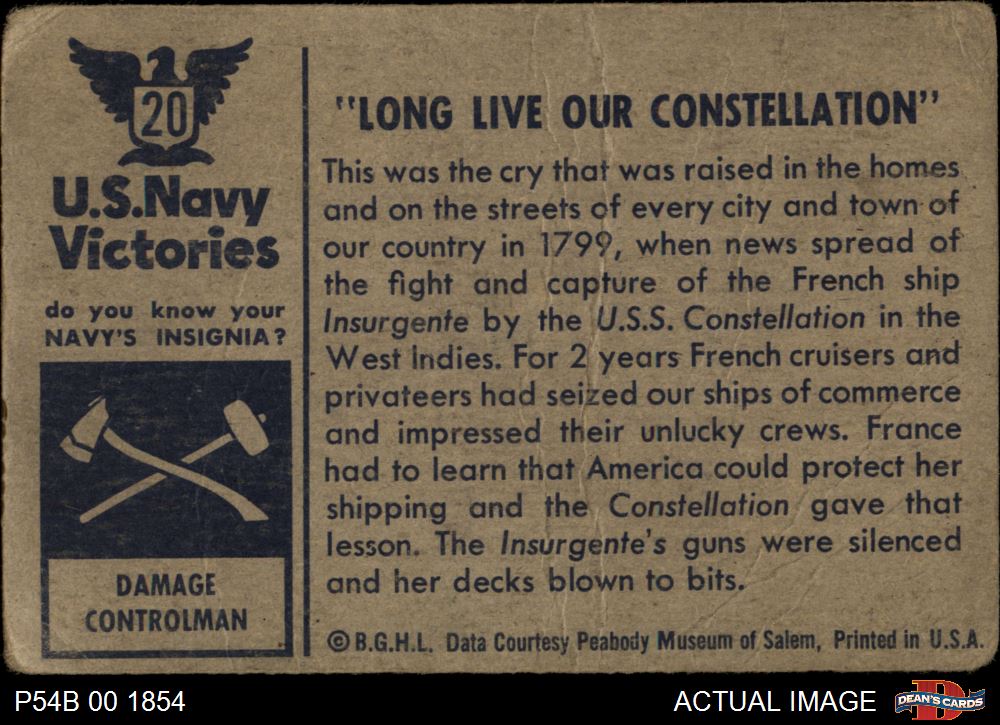 20
U.S.Navy
Victories
do you know your
NAVY'S INSIGNIA?
DAMAGE
CONTROLMAN
"LONG LIVE OUR CONSTELLATION"
This was the cry that was raised in the homes
and on the streets of every city and town of
our country in 1799, when news spread of
the fight and capture of the French ship
Insurgente by the U.S.S. Constellation in the
West Indies. For 2 years French cruisers and
privateers had seized our ships of commerce
and impressed their unlucky crews. France
had to learn that America could protect her
shipping and the Constellation gave that
lesson. The Insurgente's guns were silenced
and her decks blown to bits.
© B.G.H.L. Data Courtesy Peabody Museum of Salem, Printed in U.S.A.
P54B 00 1854
ACTUAL IMAGE
D
DEAN'S CARDS